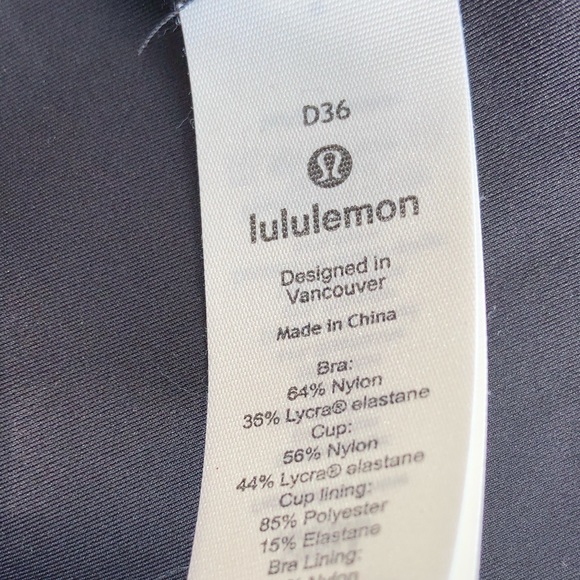 D36
lululemon
Designed in
Vancouver
Made in China
Bra:
64% Nylon
36% Lycra® elastane
Cup:
56% Nylon
44% Lycra® elastane
Cup lining:
85% Polyester
15% Elastane
Bra Lining:
% Nylon